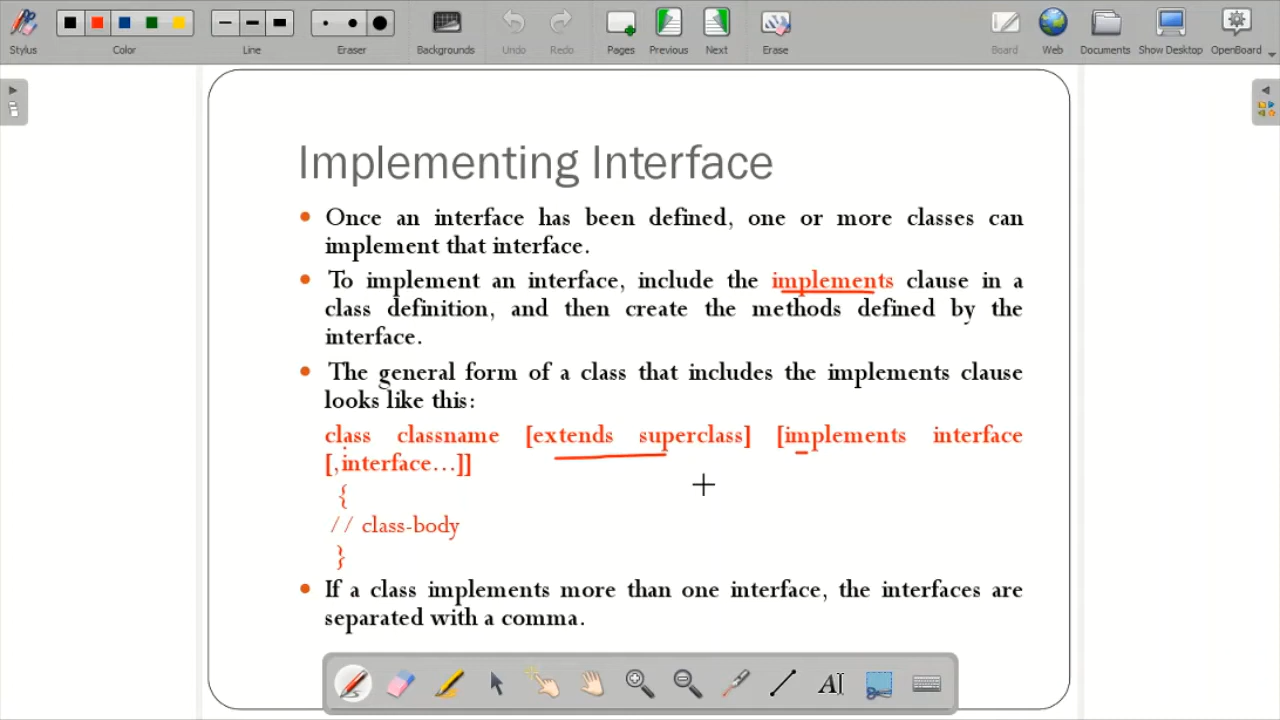 Stylus
Color
Line
Eraser
Backgrounds
Undo
Redo
Pages
Previous
Next
Erase
Board
Web
Documents
Show Desktop
OpenBoard
Implementing Interface
• Once an interface has been defined, one or more classes can
implement that interface.
• To implement an interface, include the implements clause in a
class definition, and then create the methods defined by the
interface.
• The general form of a class that includes the implements clause
looks like this:
class classname [extends superclass] [implements interface
[,interface...]]
{
// class-body
}
• If a class implements more than one interface, the interfaces are
separated with a comma.
AI